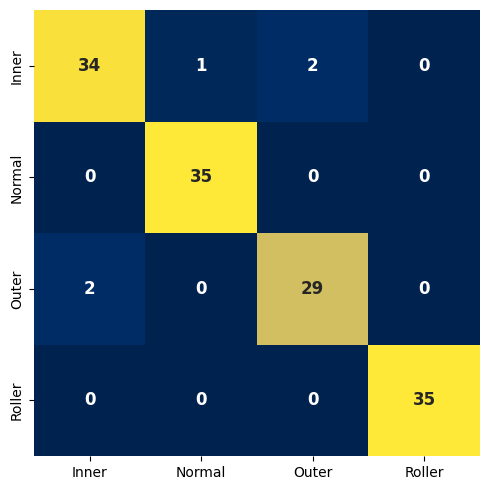 Inner 34 1 2 0
Normal 0 35 0 0
Outer 2 0 29 0
Roller 0 0 0 35
Inner Normal Outer Roller